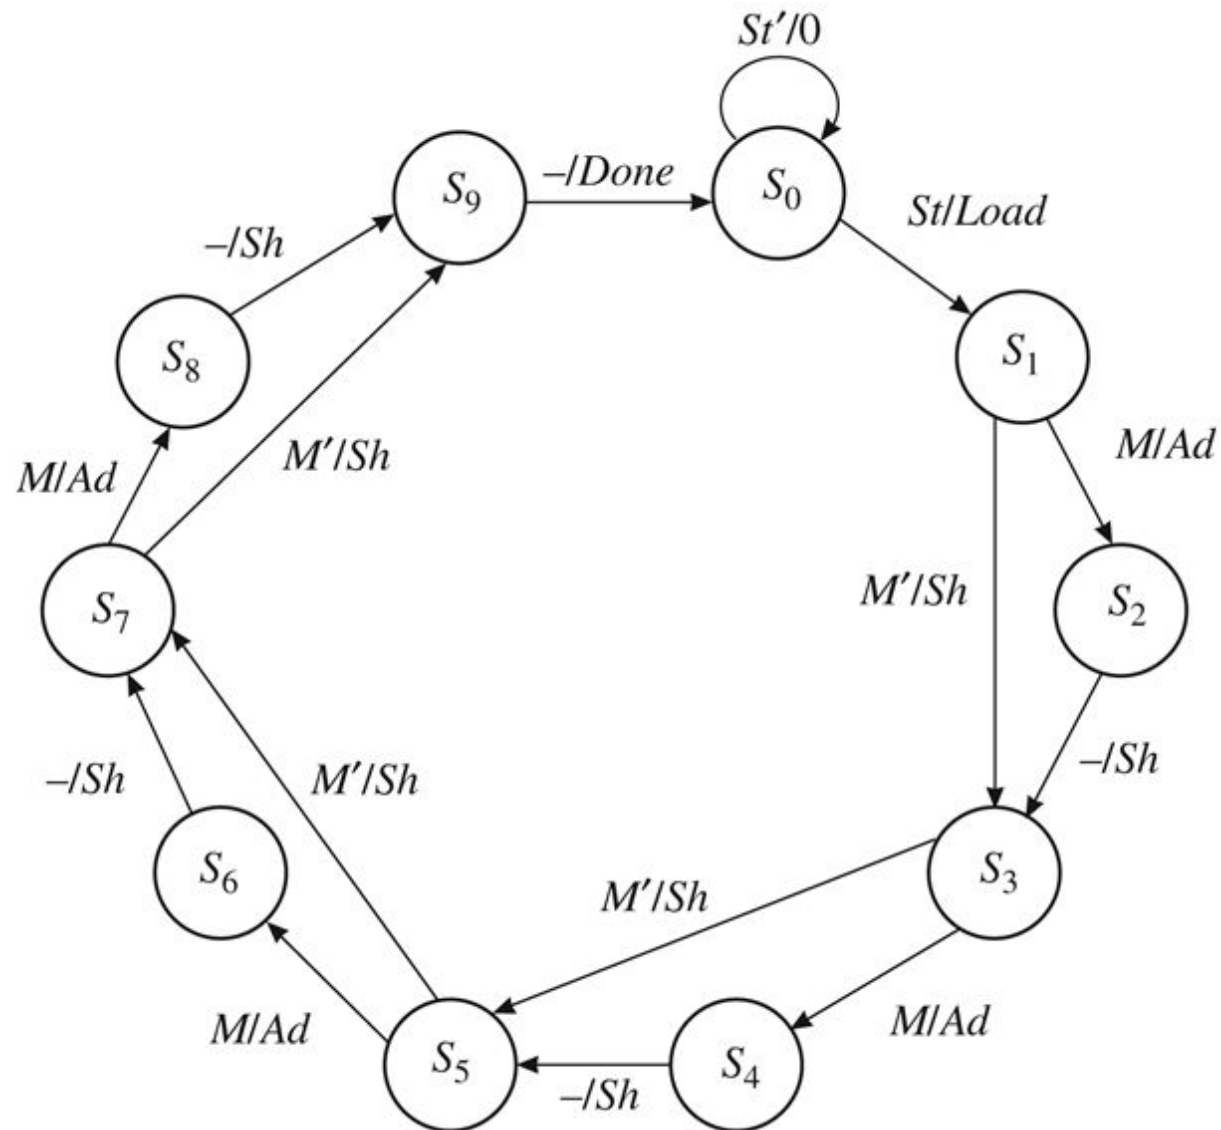 St′/0
S₉
–/Done
S₀
St/Load
–/Sh
S₈
S₁
M/Ad
M′/Sh
M/Ad
S₇
M′/Sh
S₂
–/Sh
M′/Sh
–/Sh
S₆
M′/Sh
S₃
M/Ad
S₅
–/Sh
S₄
M/Ad